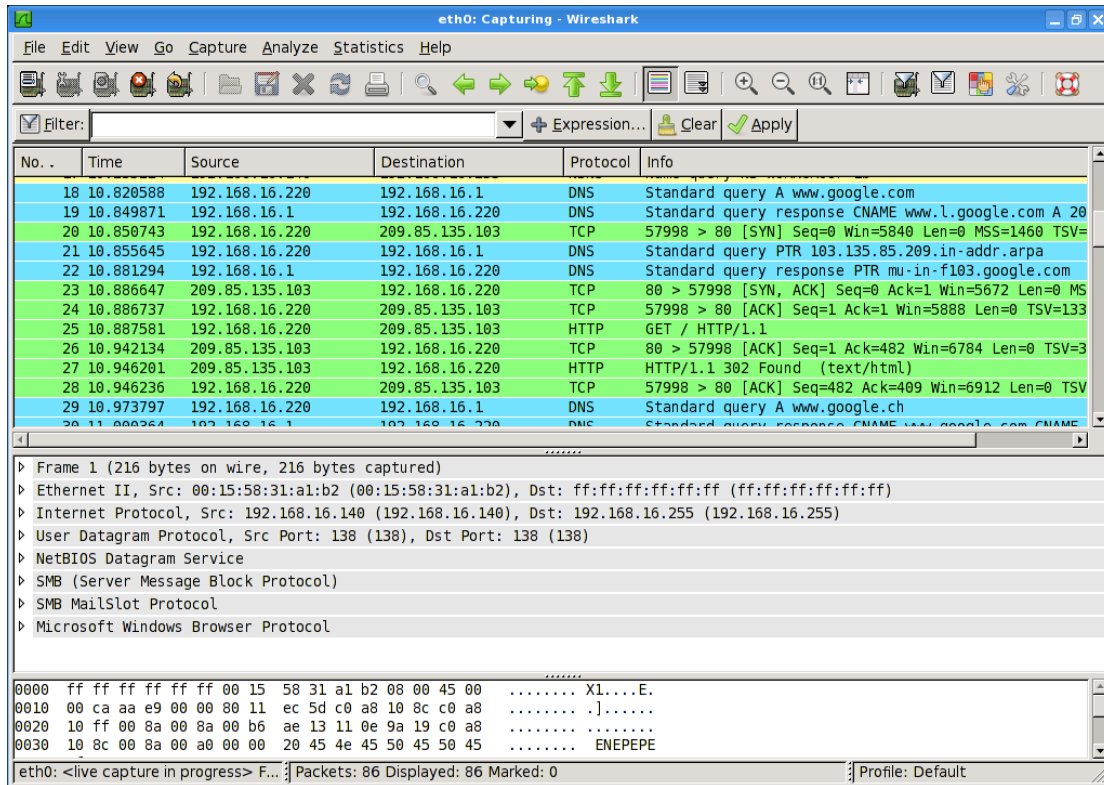 eth0: Capturing - Wireshark
File Edit View Go Capture Analyze Statistics Help
Filter: Expression... Clear Apply
No. . Time Source Destination Protocol Info
18 10.820588 192.168.16.220 192.168.16.1 DNS Standard query A www.google.com
19 10.849871 192.168.16.1 192.168.16.220 DNS Standard query response CNAME www.l.google.com A 20
20 10.850743 192.168.16.220 209.85.135.103 TCP 57998 > 80 [SYN] Seq=0 Win=5840 Len=0 MSS=1460 TSV=
21 10.855645 192.168.16.220 192.168.16.1 DNS Standard query PTR 103.135.85.209.in-addr.arpa
22 10.881294 192.168.16.1 192.168.16.220 DNS Standard query response PTR mu-in-f103.google.com
23 10.886647 209.85.135.103 192.168.16.220 TCP 80 > 57998 [SYN, ACK] Seq=0 Ack=1 Win=5672 Len=0 MS
24 10.886737 192.168.16.220 209.85.135.103 TCP 57998 > 80 [ACK] Seq=1 Ack=1 Win=5888 Len=0 TSV=133
25 10.887581 192.168.16.220 209.85.135.103 HTTP GET / HTTP/1.1
26 10.942134 209.85.135.103 192.168.16.220 TCP 80 > 57998 [ACK] Seq=1 Ack=482 Win=6784 Len=0 TSV=3
27 10.946201 209.85.135.103 192.168.16.220 HTTP HTTP/1.1 302 Found (text/html)
28 10.946236 192.168.16.220 209.85.135.103 TCP 57998 > 80 [ACK] Seq=482 Ack=409 Win=6912 Len=0 TSV
29 10.973797 192.168.16.220 192.168.16.1 DNS Standard query A www.google.ch
30 11.000364 192.168.16.1 192.168.16.220 DNS Standard query response CNAME www.google.com CNAME
Frame 1 (216 bytes on wire, 216 bytes captured)
Ethernet II, Src: 00:15:58:31:a1:b2 (00:15:58:31:a1:b2), Dst: ff:ff:ff:ff:ff:ff (ff:ff:ff:ff:ff:ff)
Internet Protocol, Src: 192.168.16.140 (192.168.16.140), Dst: 192.168.16.255 (192.168.16.255)
User Datagram Protocol, Src Port: 138 (138), Dst Port: 138 (138)
NetBIOS Datagram Service
SMB (Server Message Block Protocol)
SMB MailSlot Protocol
Microsoft Windows Browser Protocol
0000 ff ff ff ff ff ff 00 15 58 31 a1 b2 08 00 45 00 ........ X1....E.
0010 00 ca aa e9 00 00 80 11 ec 5d c0 a8 10 8c c0 a8 ........ .]......
0020 10 ff 00 8a 00 8a 00 b6 ae 13 11 0e 9a 19 c0 a8 ........ ........
0030 10 8c 00 8a 00 a0 00 00 20 45 4e 45 50 45 50 45 ........ ENEPEPE
eth0: <live capture in progress> F... Packets: 86 Displayed: 86 Marked: 0 Profile: Default